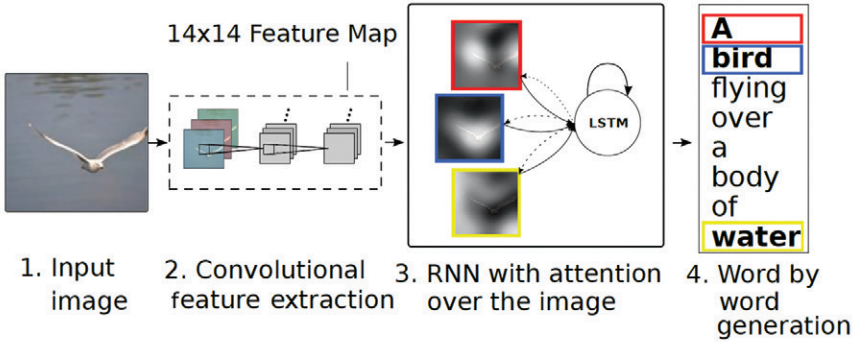 14x14 Feature Map
LSTM
A
bird
flying
over
a
body
of
water
1. Input
image
2. Convolutional
feature extraction
3. RNN with attention
over the image
4. Word by
word
generation